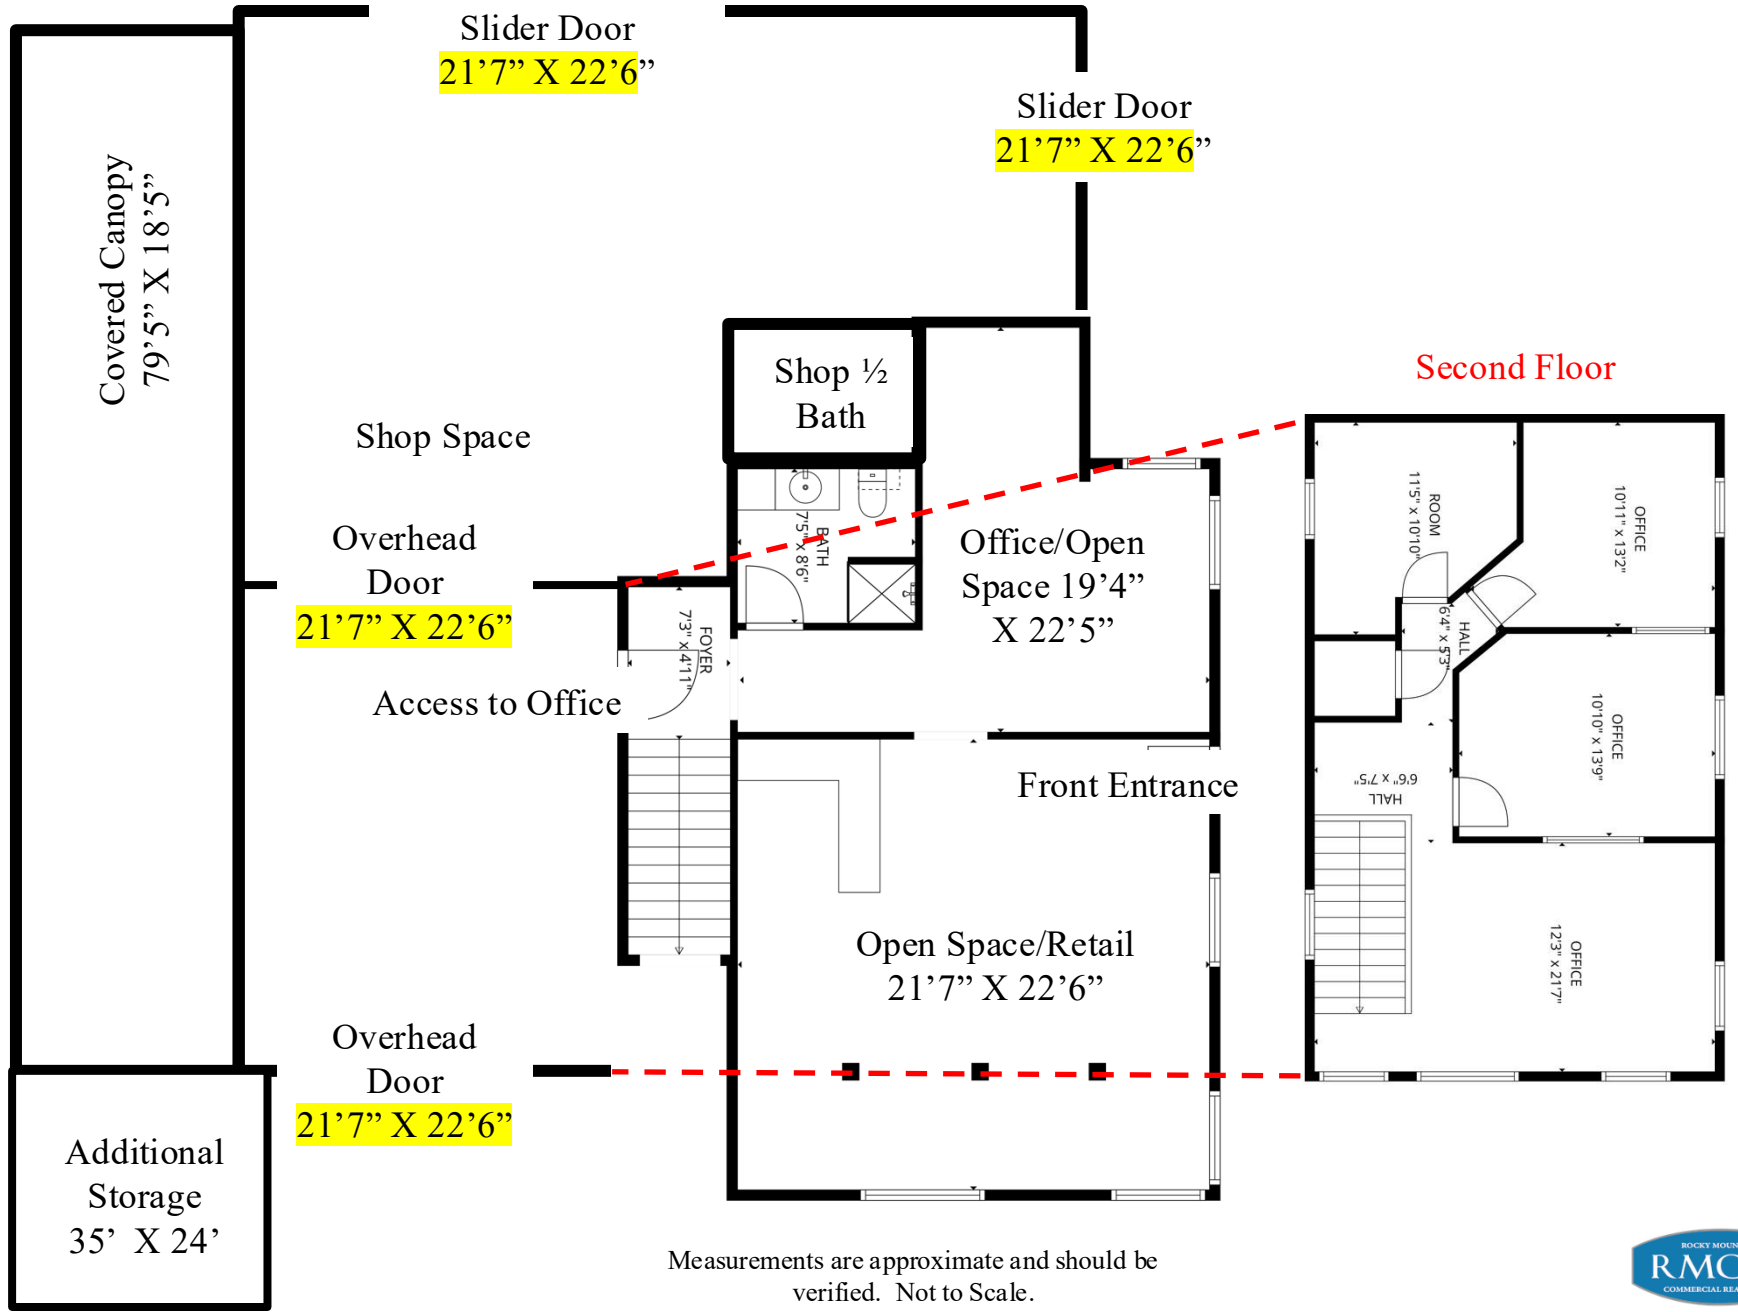 Slider Door
21’7” X 22’6”
Slider Door
21’7” X 22’6”
Covered Canopy
79’5” X 18’5”
Shop ½
Bath
Second Floor
Shop Space
Overhead
Door
21’7” X 22’6”
BATH
7'5" x 8'6"
Office/Open
Space 19’4”
X 22’5”
FOYER
7'3" x 4'11"
Access to Office
Front Entrance
Open Space/Retail
21’7” X 22’6”
Overhead
Door
21’7” X 22’6”
Additional
Storage
35’ X 24’
ROOM
11'5" x 10'10"
OFFICE
10'11" x 13'2"
HALL
6'4" x 5'3"
OFFICE
10'10" x 13'9"
HALL
6'6" x 7'5"
OFFICE
12'3" x 21'7"
Measurements are approximate and should be
verified. Not to Scale.
ROCKY MOUN
RMC
COMMERCIAL REA